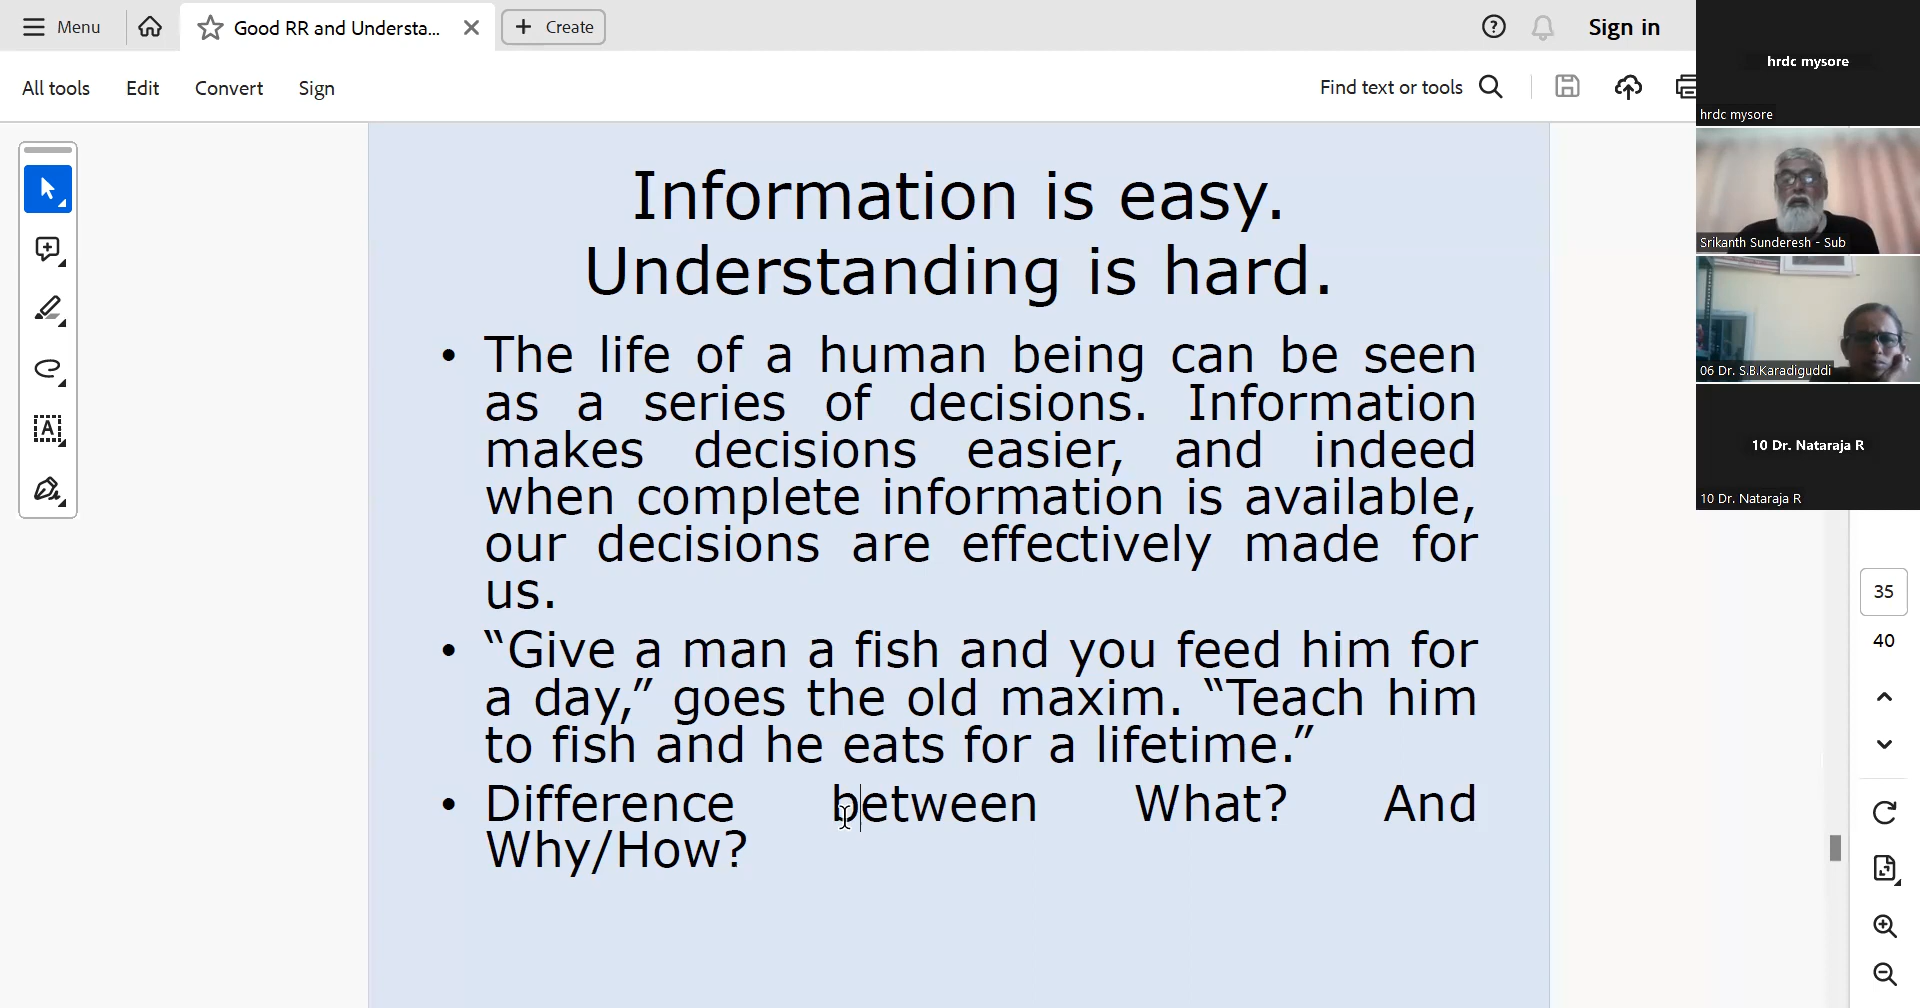 Menu
Good RR and Understa...
Create
Sign in
All tools
Edit
Convert
Sign
Find text or tools
Information is easy.
Understanding is hard.
• The life of a human being can be seen
as a series of decisions. Information
makes decisions easier, and indeed
when complete information is available,
our decisions are effectively made for
us.
• “Give a man a fish and you feed him for
a day,” goes the old maxim. “Teach him
to fish and he eats for a lifetime.”
• Difference between What? And
Why/How?
hrdc mysore
hrdc mysore
Srikanth Sunderesh - Sub
06 Dr. S.B.Karadiguddi
10 Dr. Nataraja R
10 Dr. Nataraja R
35
40